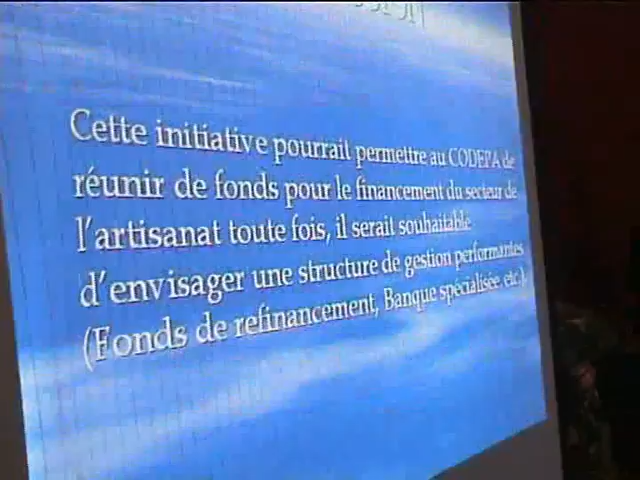 Cette initiative pourrait permettre au CODEPA de
réunir de fonds pour le financement du secteur de
l'artisanat toute fois, il serait souhaitable
d'envisager une structure de gestion performantes
(Fonds de refinancement, Banque spécialisée etc.)